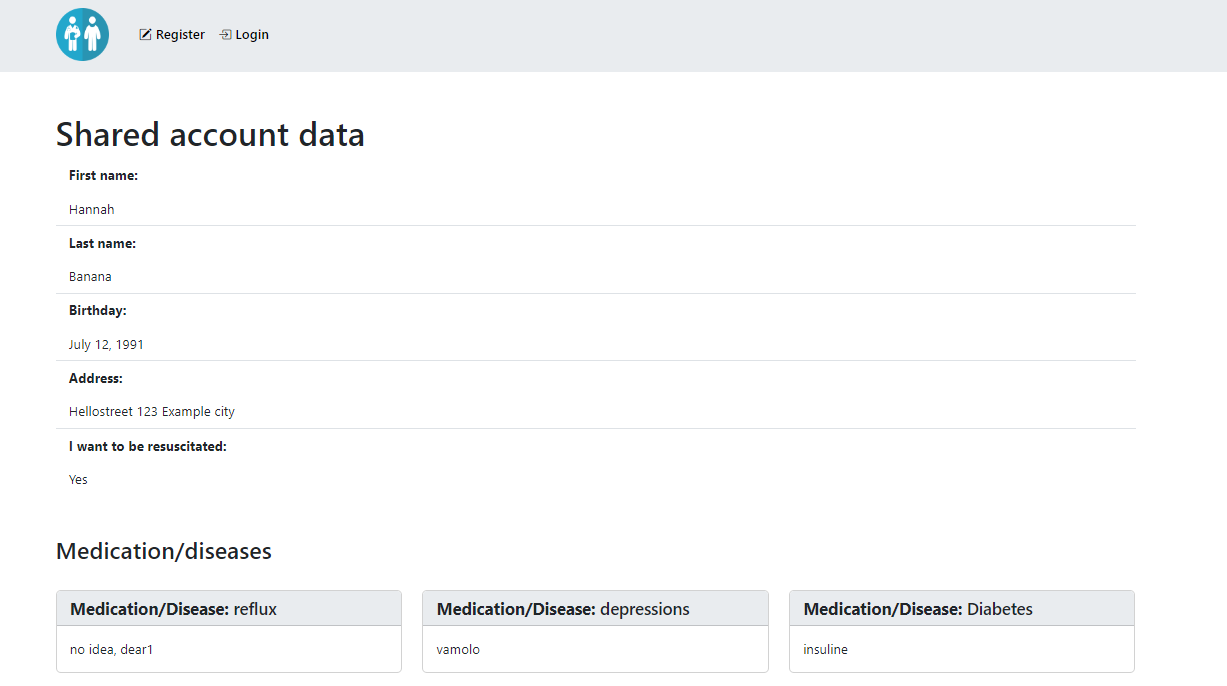 Register Login
Shared account data
First name:
Hannah
Last name:
Banana
Birthday:
July 12, 1991
Address:
Hellostreet 123 Example city
I want to be resuscitated:
Yes
Medication/diseases
Medication/Disease: reflux
no idea, dear1
Medication/Disease: depressions
vamolo
Medication/Disease: Diabetes
insuline